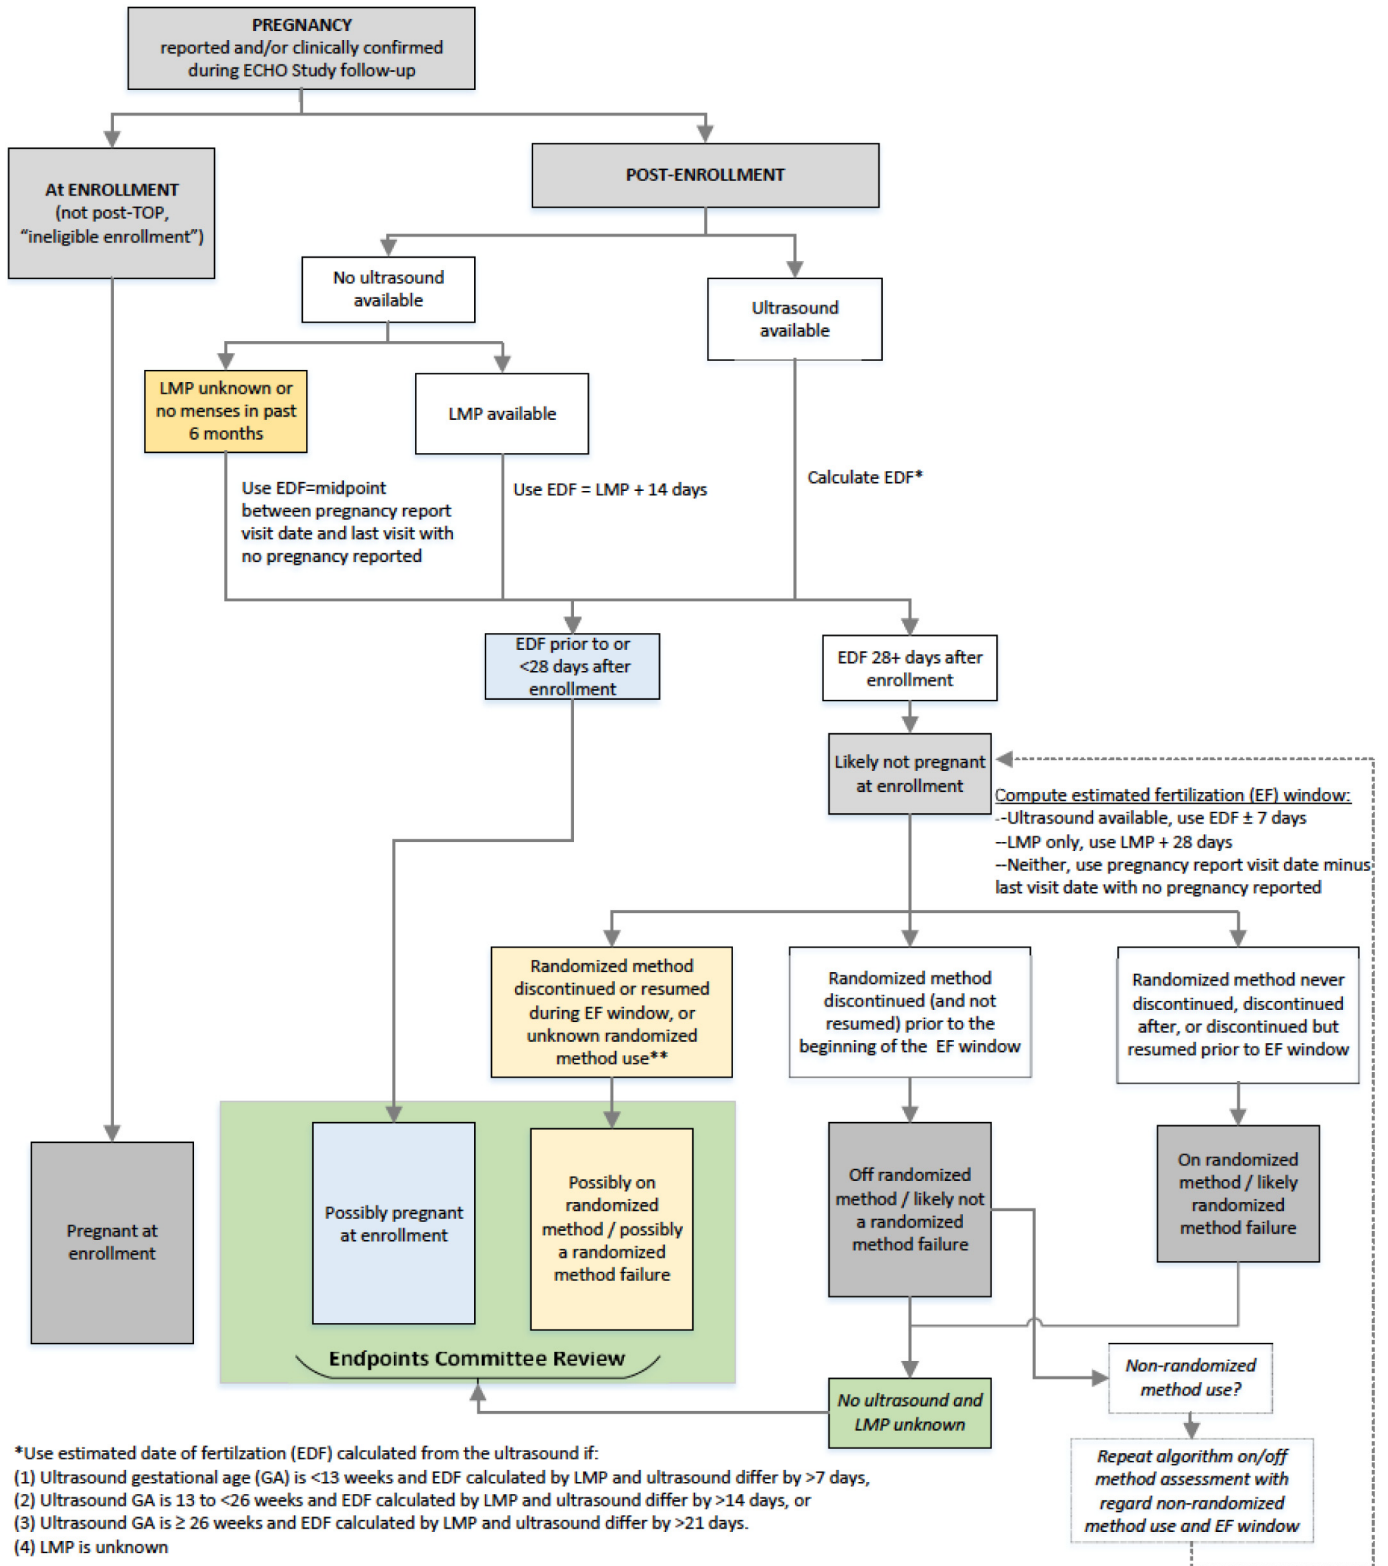 PREGNANCY
reported and/or clinically confirmed
during ECHO Study follow-up
At ENROLLMENT
(not post-TOP,
“ineligible enrollment”)
POST-ENROLLMENT
No ultrasound
available
Ultrasound
available
LMP unknown or
no menses in past
6 months
LMP available
Use EDF=midpoint
between pregnancy report
visit date and last visit with
no pregnancy reported
Use EDF = LMP + 14 days
Calculate EDF*
EDF prior to or
<28 days after
enrollment
EDF 28+ days after
enrollment
Likely not pregnant
at enrollment
Compute estimated fertilization (EF) window:
--Ultrasound available, use EDF ± 7 days
--LMP only, use LMP + 28 days
--Neither, use pregnancy report visit date minus
last visit date with no pregnancy reported
Randomized method
discontinued or resumed
during EF window, or
unknown randomized
method use**
Randomized method
discontinued (and not
resumed) prior to the
beginning of the EF window
Randomized method never
discontinued, discontinued
after, or discontinued but
resumed prior to EF window
Pregnant at
enrollment
Possibly pregnant
at enrollment
Possibly on
randomized
method / possibly
a randomized
method failure
Off randomized
method / likely not
a randomized
method failure
On randomized
method / likely
randomized
method failure
Endpoints Committee Review
No ultrasound and
LMP unknown
Non-randomized
method use?
Repeat algorithm on/off
method assessment with
regard non-randomized
method use and EF window
*Use estimated date of fertilzation (EDF) calculated from the ultrasound if:
(1) Ultrasound gestational age (GA) is <13 weeks and EDF calculated by LMP and ultrasound differ by >7 days,
(2) Ultrasound GA is 13 to <26 weeks and EDF calculated by LMP and ultrasound differ by >14 days, or
(3) Ultrasound GA is ≥ 26 weeks and EDF calculated by LMP and ultrasound differ by >21 days.
(4) LMP is unknown